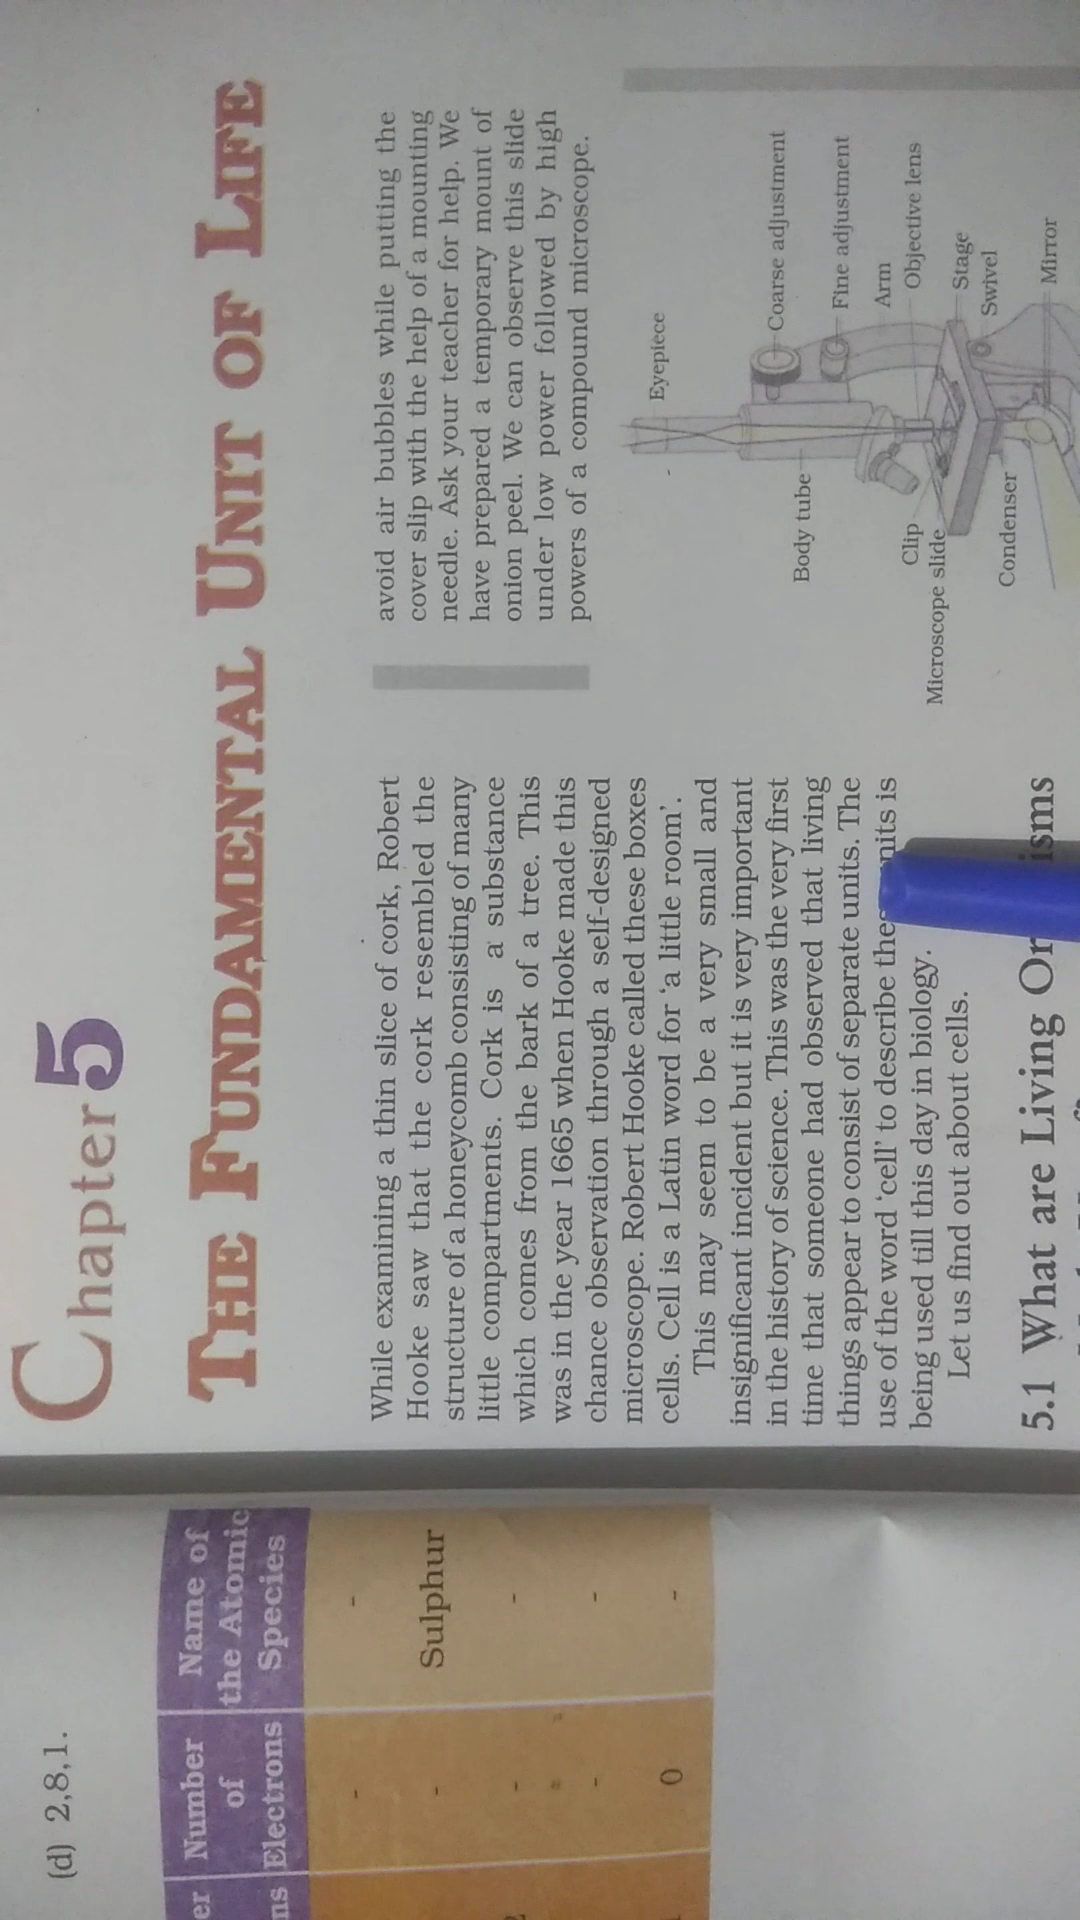 (d) 2,8,1.
er Number Name of
of the Atomic
ns Electrons Species
- -
- Sulphur
- -
- -
0 -
Chapter 5
THE FUNDAMENTAL UNIT OF LIFE
While examining a thin slice of cork, Robert
Hooke saw that the cork resembled the
structure of a honeycomb consisting of many
little compartments. Cork is a substance
which comes from the bark of a tree. This
was in the year 1665 when Hooke made this
chance observation through a self-designed
microscope. Robert Hooke called these boxes
cells. Cell is a Latin word for ‘a little room’.
This may seem to be a very small and
insignificant incident but it is very important
in the history of science. This was the very first
time that someone had observed that living
things appear to consist of separate units. The
use of the word ‘cell’ to describe the nits is
being used till this day in biology.
Let us find out about cells.
5.1 What are Living Or isms
avoid air bubbles while putting the
cover slip with the help of a mounting
needle. Ask your teacher for help. We
have prepared a temporary mount of
onion peel. We can observe this slide
under low power followed by high
powers of a compound microscope.
Eyepiece
Coarse adjustment
Body tube
Fine adjustment
Arm
Clip
Objective lens
Microscope slide
Stage
Swivel
Condenser
Mirror